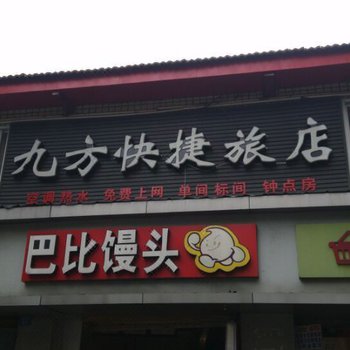 九方快捷旅店
空调热水 免费上网 单间标间 钟点房
巴比馒头